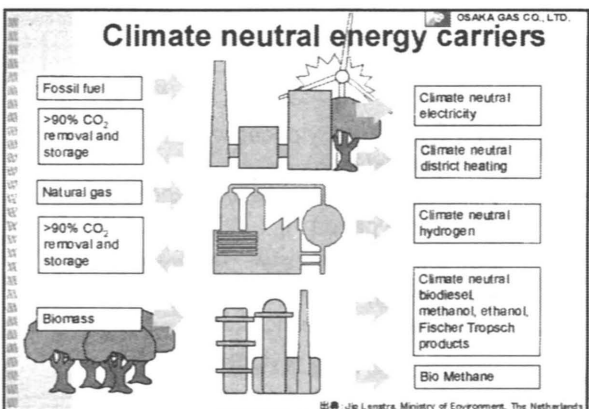 OSAKA GAS CO., LTD.
Climate neutral energy carriers
Fossil fuel
>90% CO₂
removal and
storage
Natural gas
>90% CO₂
removal and
storage
Biomass
Climate neutral
electricity
Climate neutral
district heating
Climate neutral
hydrogen
Climate neutral
biodiesel,
methanol, ethanol,
Fischer Tropsch
products
Bio Methane
出典: Jip Lenstra, Ministry of Environment, The Netherlands